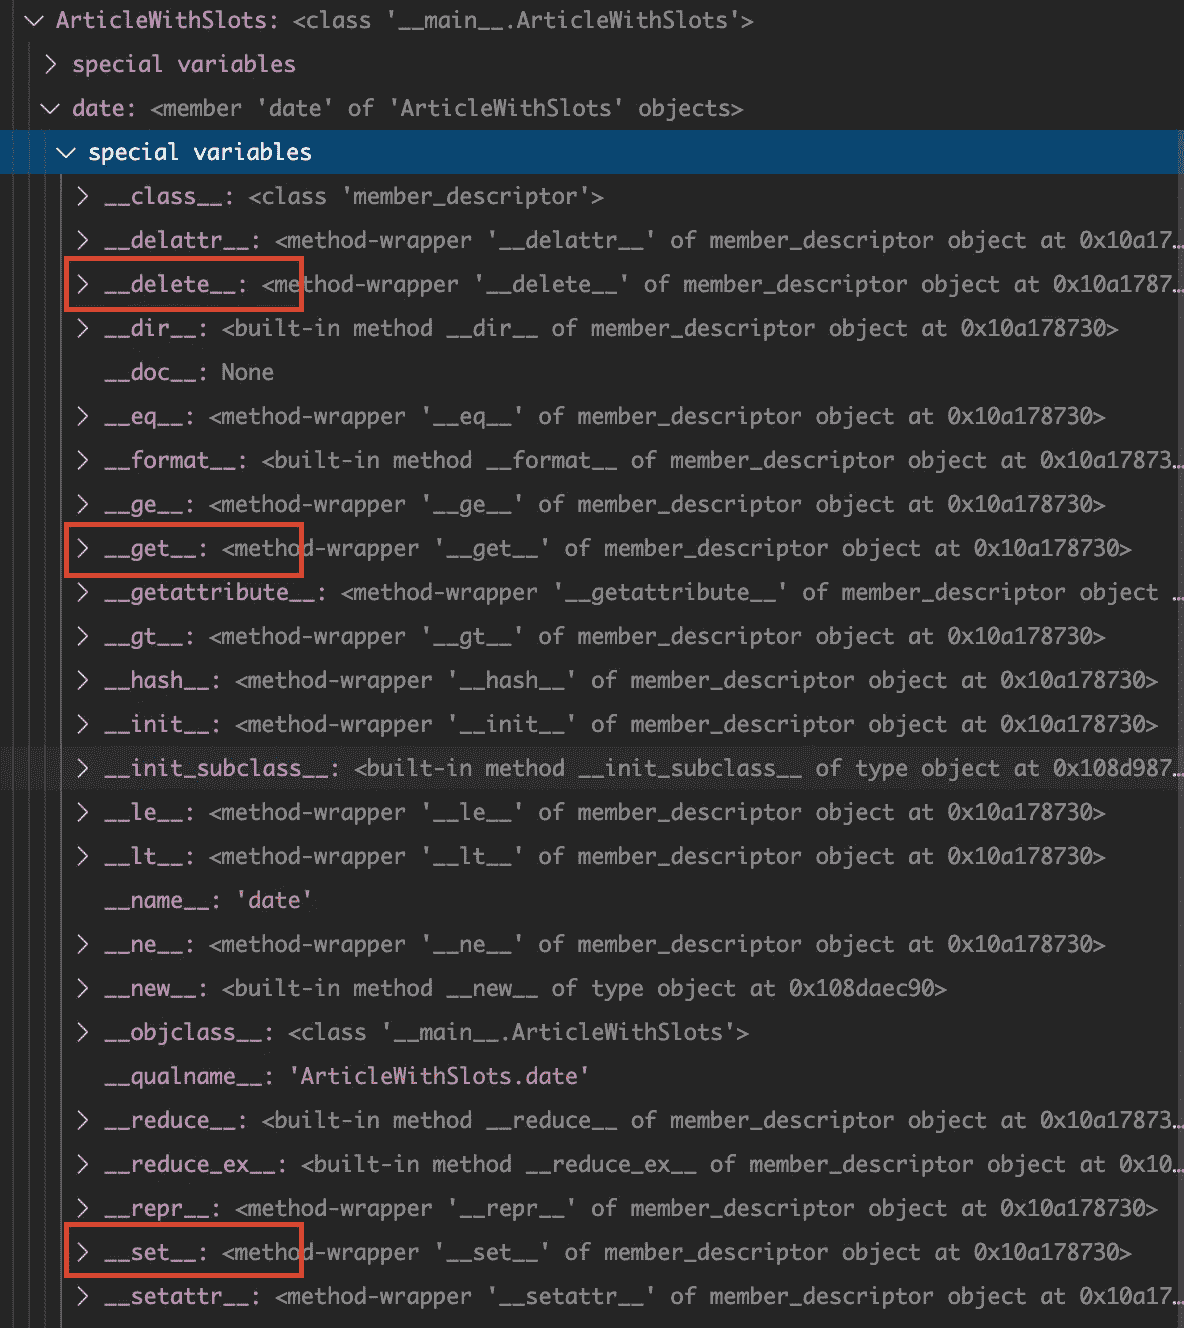 ArticleWithSlots: <class '__main__.ArticleWithSlots'>
special variables
date: <member 'date' of 'ArticleWithSlots' objects>
special variables
__class__: <class 'member_descriptor'>
__delattr__: <method-wrapper '__delattr__' of member_descriptor object at 0x10a17…
__delete__: <method-wrapper '__delete__' of member_descriptor object at 0x10a1787…
__dir__: <built-in method __dir__ of member_descriptor object at 0x10a178730>
__doc__: None
__eq__: <method-wrapper '__eq__' of member_descriptor object at 0x10a178730>
__format__: <built-in method __format__ of member_descriptor object at 0x10a17873…
__ge__: <method-wrapper '__ge__' of member_descriptor object at 0x10a178730>
__get__: <method-wrapper '__get__' of member_descriptor object at 0x10a178730>
__getattribute__: <method-wrapper '__getattribute__' of member_descriptor object …
__gt__: <method-wrapper '__gt__' of member_descriptor object at 0x10a178730>
__hash__: <method-wrapper '__hash__' of member_descriptor object at 0x10a178730>
__init__: <method-wrapper '__init__' of member_descriptor object at 0x10a178730>
__init_subclass__: <built-in method __init_subclass__ of type object at 0x108d987…
__le__: <method-wrapper '__le__' of member_descriptor object at 0x10a178730>
__lt__: <method-wrapper '__lt__' of member_descriptor object at 0x10a178730>
__name__: 'date'
__ne__: <method-wrapper '__ne__' of member_descriptor object at 0x10a178730>
__new__: <built-in method __new__ of type object at 0x108daec90>
__objclass__: <class '__main__.ArticleWithSlots'>
__qualname__: 'ArticleWithSlots.date'
__reduce__: <built-in method __reduce__ of member_descriptor object at 0x10a17873…
__reduce_ex__: <built-in method __reduce_ex__ of member_descriptor object at 0x10…
__repr__: <method-wrapper '__repr__' of member_descriptor object at 0x10a178730>
__set__: <method-wrapper '__set__' of member_descriptor object at 0x10a178730>
__setattr__: <method-wrapper '__setattr__' of member_descriptor object at 0x10a17…